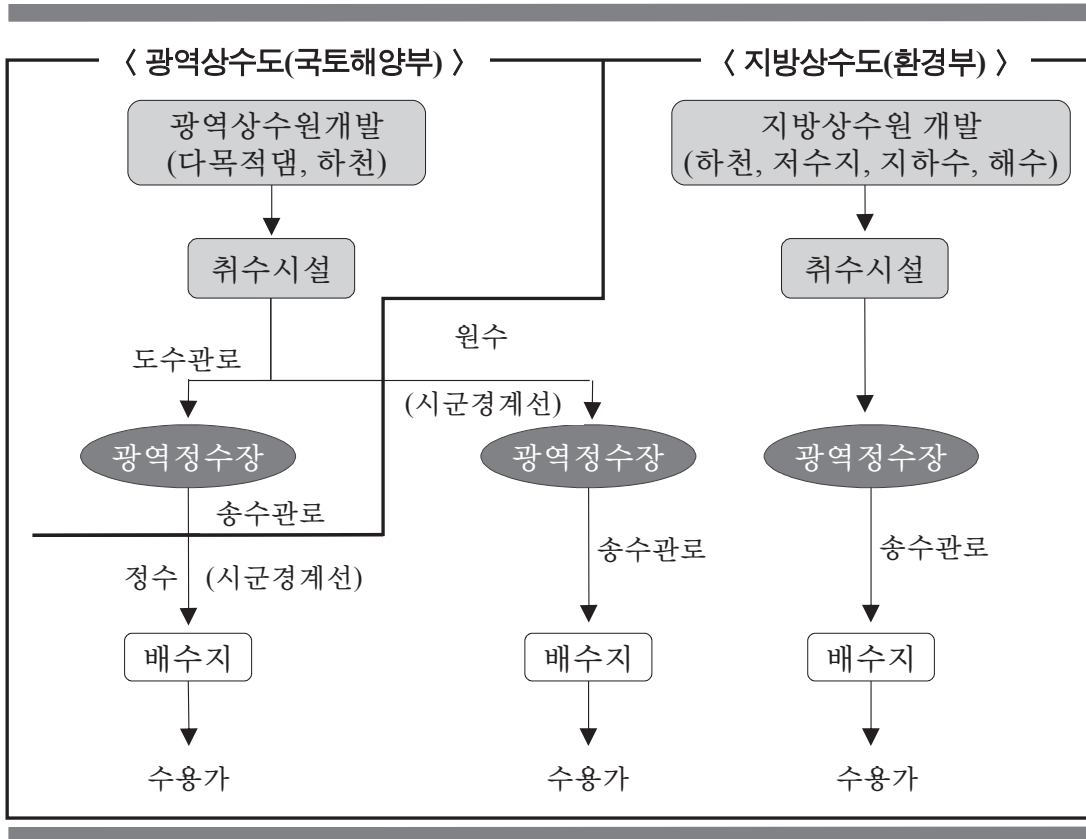 〈 광역상수도(국토해양부) 〉
〈 지방상수도(환경부) 〉
광역상수원개발
(다목적댐, 하천)
지방상수원 개발
(하천, 저수지, 지하수, 해수)
취수시설
취수시설
원수
도수관로
(시군경계선)
광역정수장
광역정수장
광역정수장
송수관로
송수관로
송수관로
정수 (시군경계선)
배수지
배수지
배수지
수용가
수용가
수용가